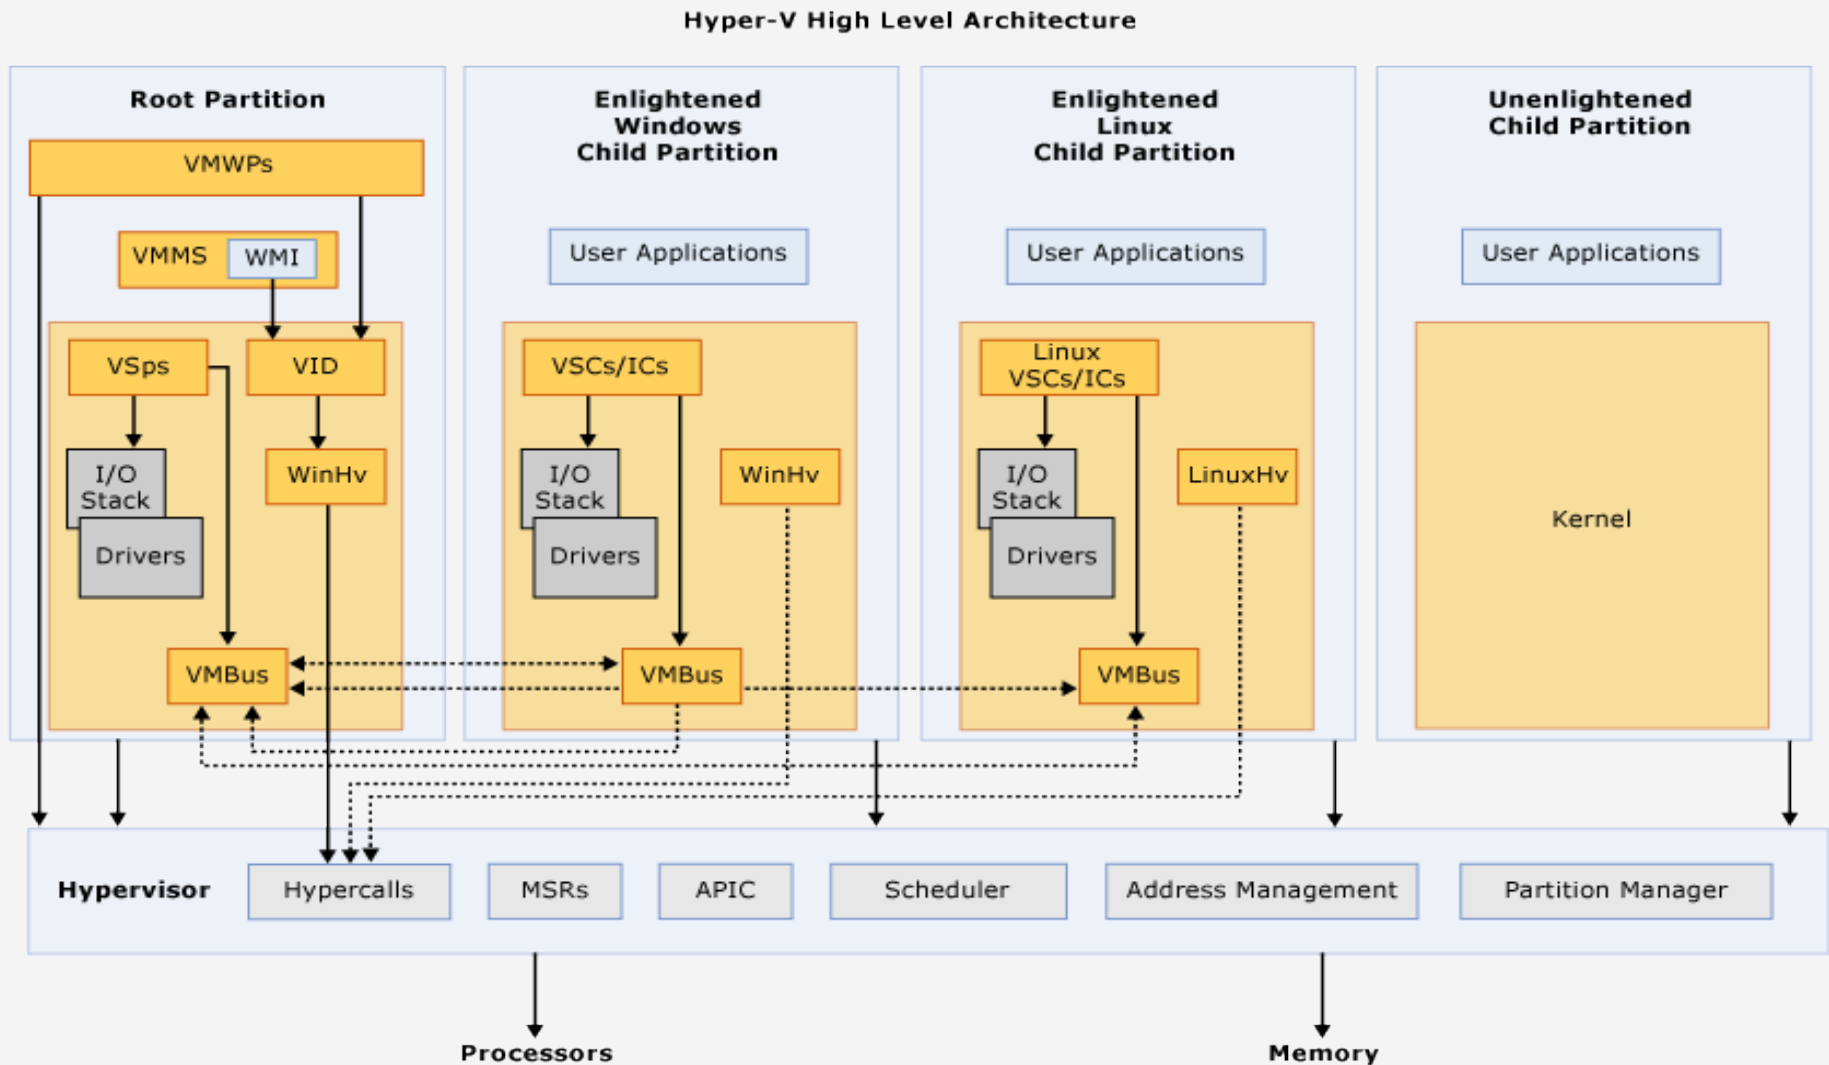 Hyper-V High Level Architecture
Root Partition
VMWPs
VMMS
WMI
VSps
VID
I/O
Stack
WinHv
Drivers
VMBus
Enlightened
Windows
Child Partition
User Applications
VSCs/ICs
I/O
Stack
WinHv
Drivers
VMBus
Enlightened
Linux
Child Partition
User Applications
Linux
VSCs/ICs
I/O
Stack
LinuxHv
Drivers
VMBus
Unenlightened
Child Partition
User Applications
Kernel
Hypervisor
Hypercalls
MSRs
APIC
Scheduler
Address Management
Partition Manager
Processors
Memory